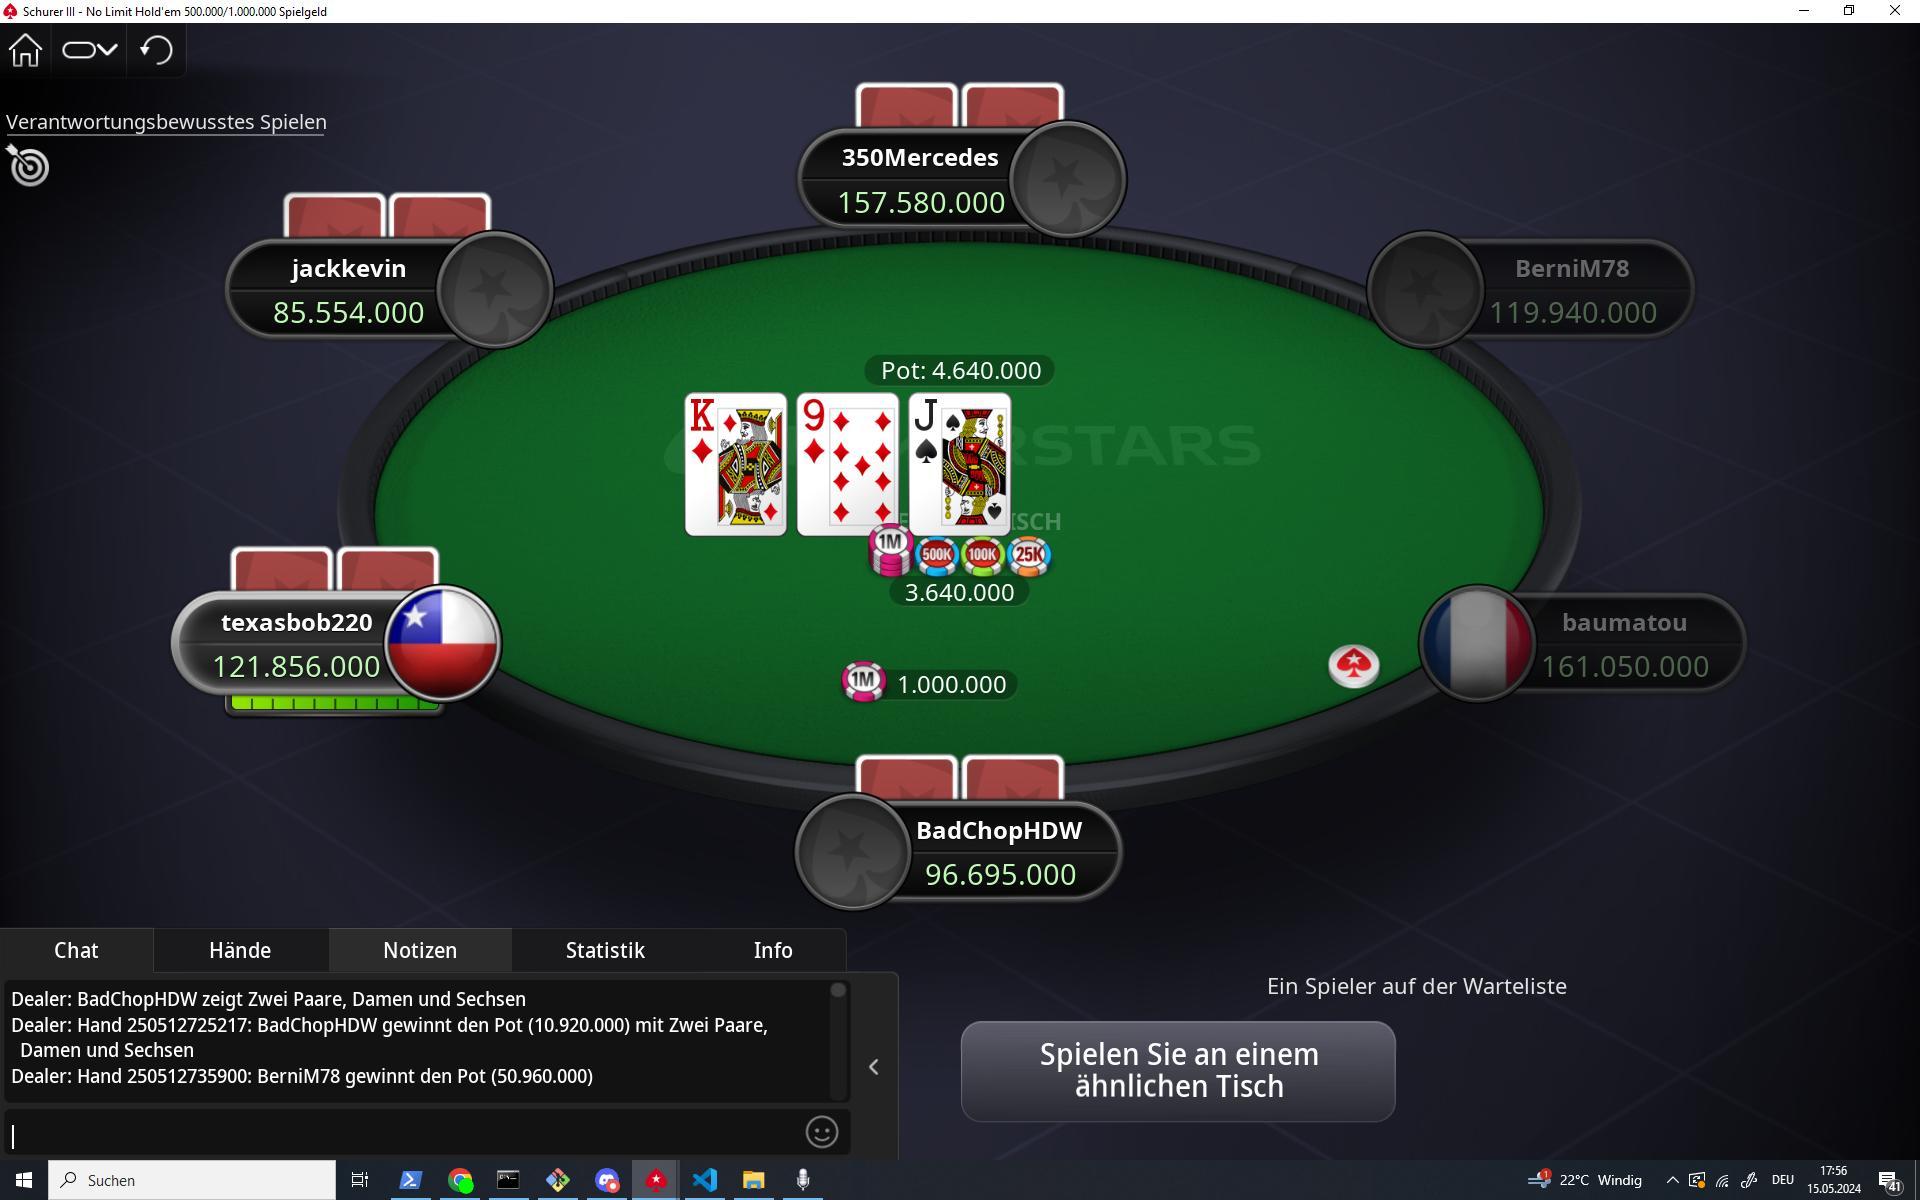 Schurer III - No Limit Hold'em 500.000/1.000.000 Spielgeld
Verantwortungsbewusstes Spielen
350Mercedes
157.580.000
jackkevin
85.554.000
BerniM78
119.940.000
Pot: 4.640.000
K
9
J
RSTARS
ISCH
1M
500K
100K
25K
3.640.000
texasbob220
121.856.000
baumatou
161.050.000
1M
1.000.000
BadChopHDW
96.695.000
Chat
Hände
Notizen
Statistik
Info
Dealer: BadChopHDW zeigt Zwei Paare, Damen und Sechsen
Dealer: Hand 250512725217: BadChopHDW gewinnt den Pot (10.920.000) mit Zwei Paare,
Damen und Sechsen
Dealer: Hand 250512735900: BerniM78 gewinnt den Pot (50.960.000)
Ein Spieler auf der Warteliste
Spielen Sie an einem
ähnlichen Tisch
Suchen
1
22°C Windig
DEU
17:56
15.05.2024
41